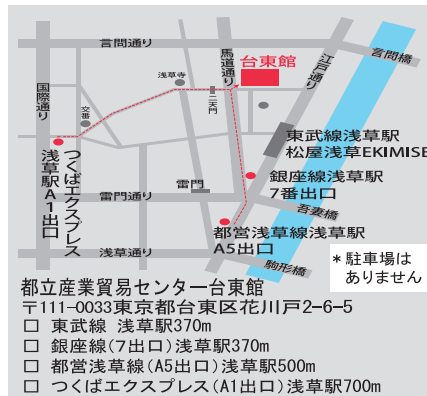 言問通り
馬道通り
台東館
江戸通り
言問橋
国際通り
浅草寺
二天門
交番
東武線浅草駅
松屋浅草EKIMISE
つくばエクスプレス
浅草駅A1出口
銀座線浅草駅
7番出口
雷門
雷門通り
吾妻橋
都営浅草線浅草駅
A5出口
浅草通り
駒形橋
*駐車場は
ありません
都立産業貿易センター台東館
〒111-0033東京都台東区花川戸2-6-5
□ 東武線 浅草駅370m
□ 銀座線(7出口)浅草駅370m
□ 都営浅草線(A5出口)浅草駅500m
□ つくばエクスプレス(A1出口)浅草駅700m